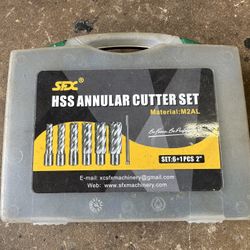 SFX
HSS ANNULAR CUTTER SET
Material:M2AL
SET:6+1PCS 2"
E-mail: xcsfxmachinery@gmail.com
Web: www.sfxmachinery.com